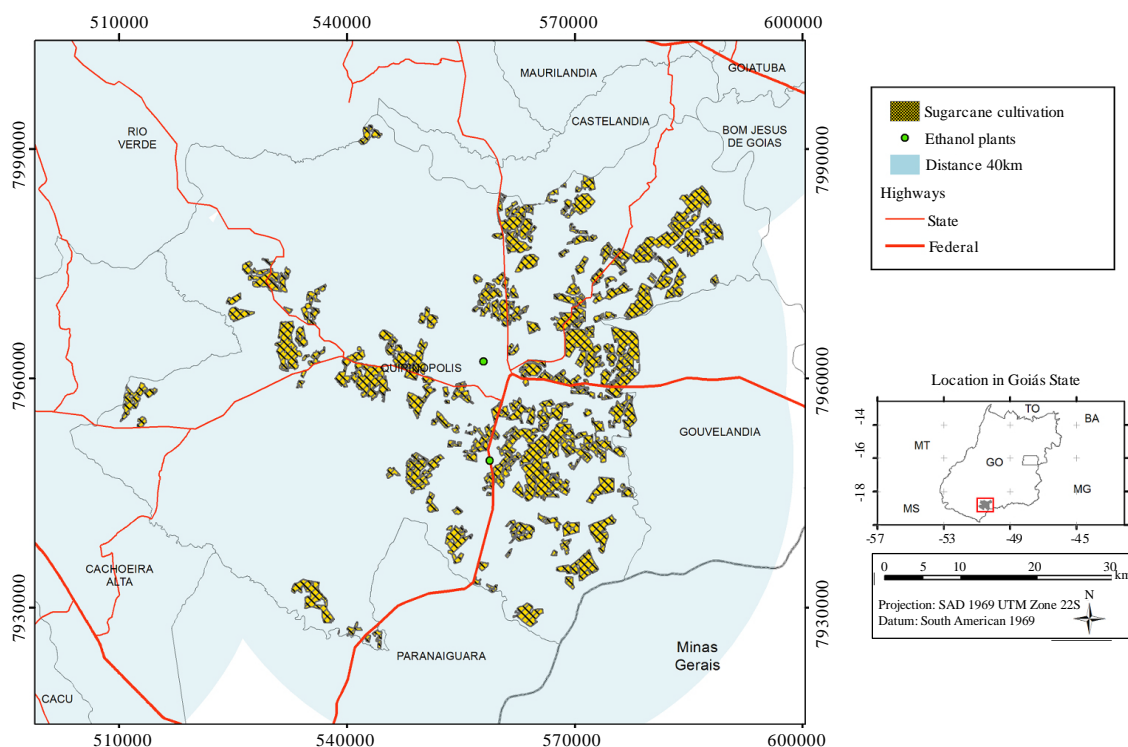 510000
540000
570000
600000
MAURILANDIA
GOIATUBA
CASTELANDIA
RIO
VERDE
BOM JESUS
DE GOIAS
7990000
7990000
QUIRINOPOLIS
7960000
7960000
GOUVELANDIA
CACHOEIRA
ALTA
7930000
7930000
PARANAIGUARA
Minas
Gerais
CACU
510000
540000
570000
600000
Sugarcane cultivation
Ethanol plants
Distance 40km
Highways
State
Federal
Location in Goiás State
TO
BA
MT
GO
MG
MS
-14
-16
-18
-57
-53
-49
-45
0 5 10 20 30
km
Projection: SAD 1969 UTM Zone 22S
Datum: South American 1969
N